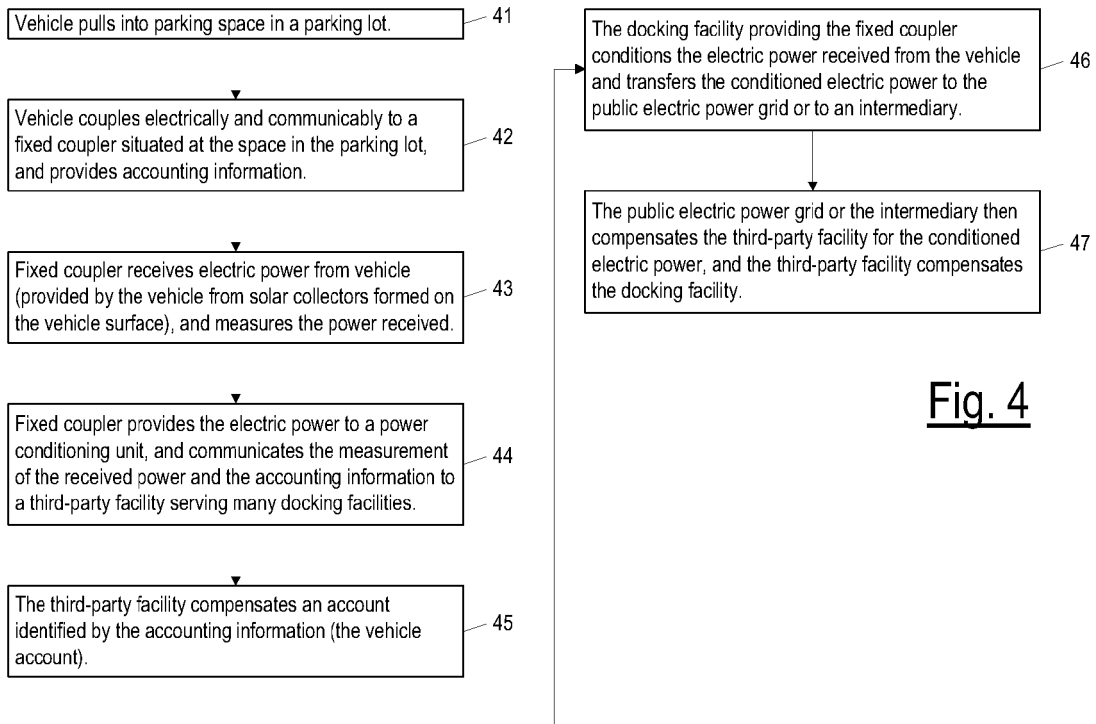 Vehicle pulls into parking space in a parking lot.
41
Vehicle couples electrically and communicably to a
fixed coupler situated at the space in the parking lot,
and provides accounting information.
42
Fixed coupler receives electric power from vehicle
(provided by the vehicle from solar collectors formed on
the vehicle surface), and measures the power received.
43
Fixed coupler provides the electric power to a power
conditioning unit, and communicates the measurement
of the received power and the accounting information to
a third-party facility serving many docking facilities.
44
The third-party facility compensates an account
identified by the accounting information (the vehicle
account).
45
The docking facility providing the fixed coupler
conditions the electric power received from the vehicle
and transfers the conditioned electric power to the
public electric power grid or to an intermediary.
46
The public electric power grid or the intermediary then
compensates the third-party facility for the conditioned
electric power, and the third-party facility compensates
the docking facility.
47
Fig. 4